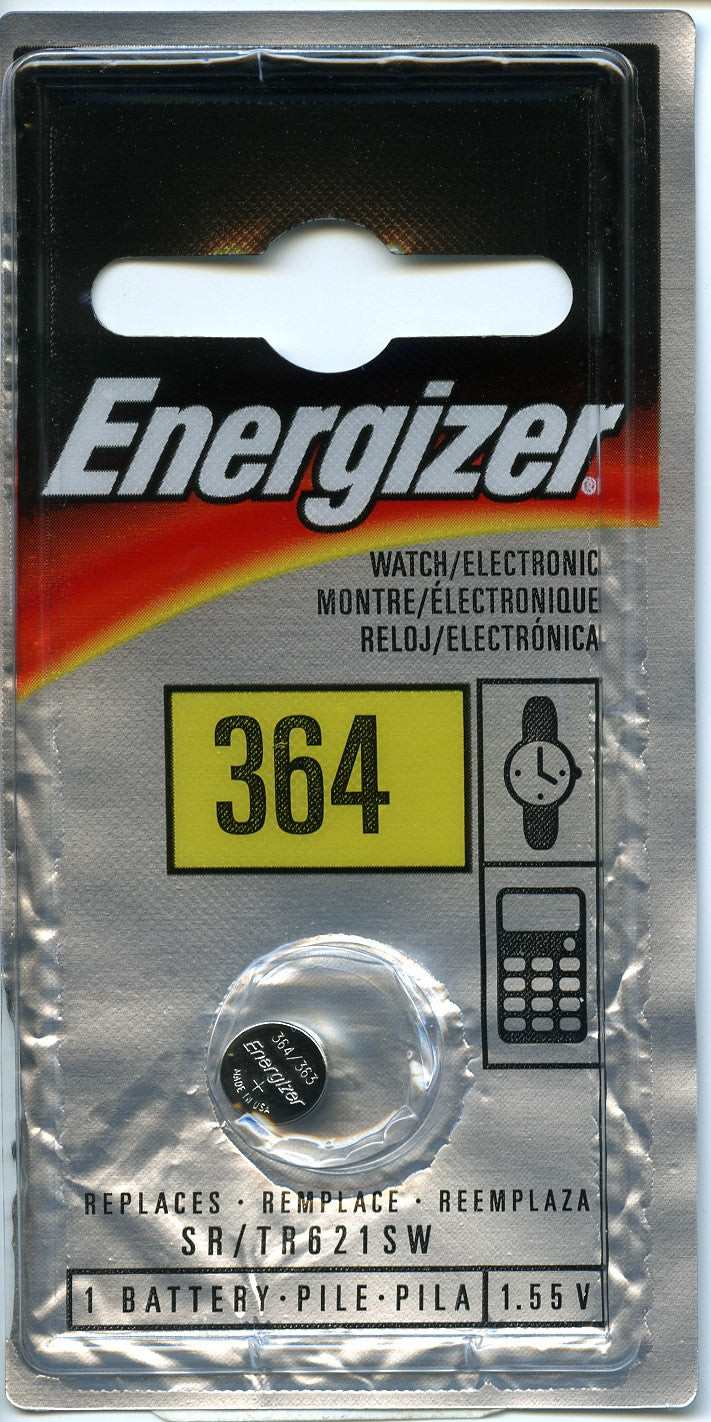 Energizer®
WATCH/ELECTRONIC
MONTRE/ÉLECTRONIQUE
RELOJ/ELECTRÓNICA
364
364/363
Energizer
+
MADE IN USA
REPLACES · REMPLACE · REEMPLAZA
SR/TR621SW
1 BATTERY·PILE·PILA 1.55V